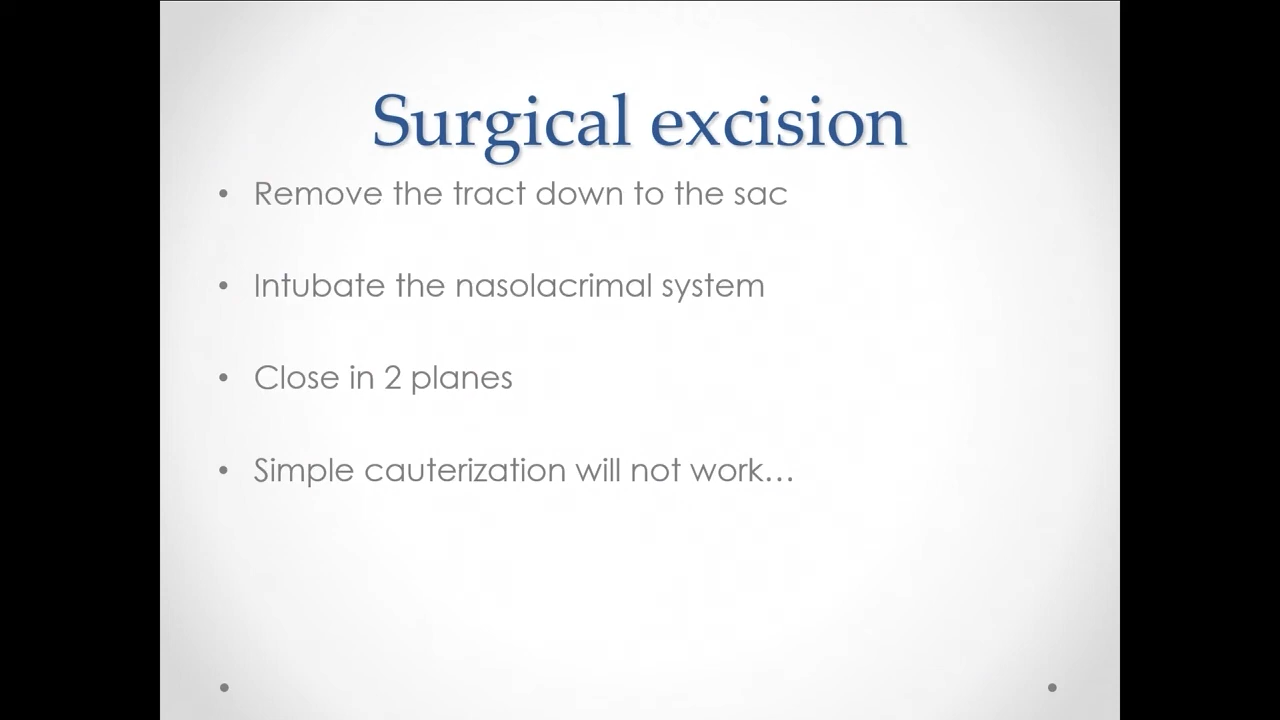 Surgical excision
• Remove the tract down to the sac
• Intubate the nasolacrimal system
• Close in 2 planes
• Simple cauterization will not work…